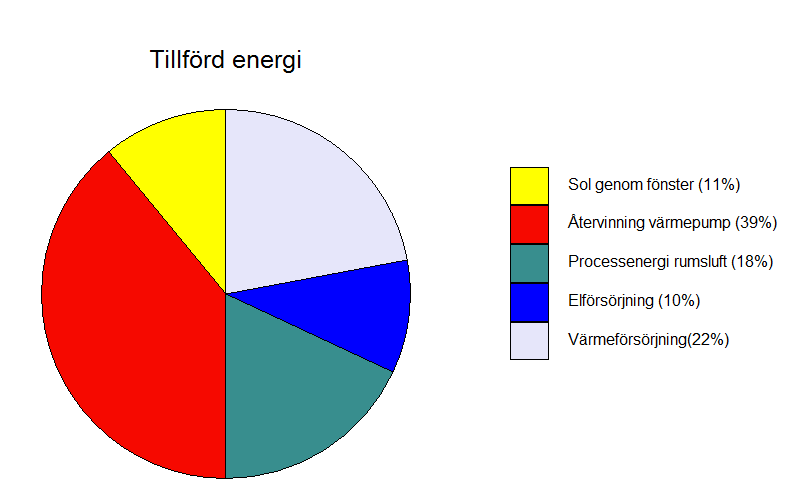 Tillförd energi
Sol genom fönster (11%)
Återvinning värmepump (39%)
Processenergi rumsluft (18%)
Elförsörjning (10%)
Värmeförsörjning(22%)